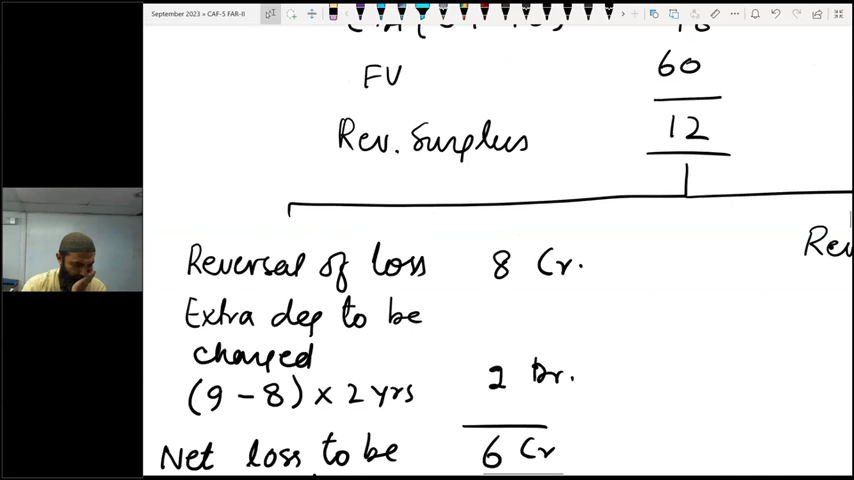 September 2023 » CAF-5 FAR-II
FV 60
Rev. Surplus 12
Rev
Reversal of loss 8 Cr.
Extra dep to be
charged
(9 - 8) × 2 yrs 2 Dr.
Net loss to be 6 Cr